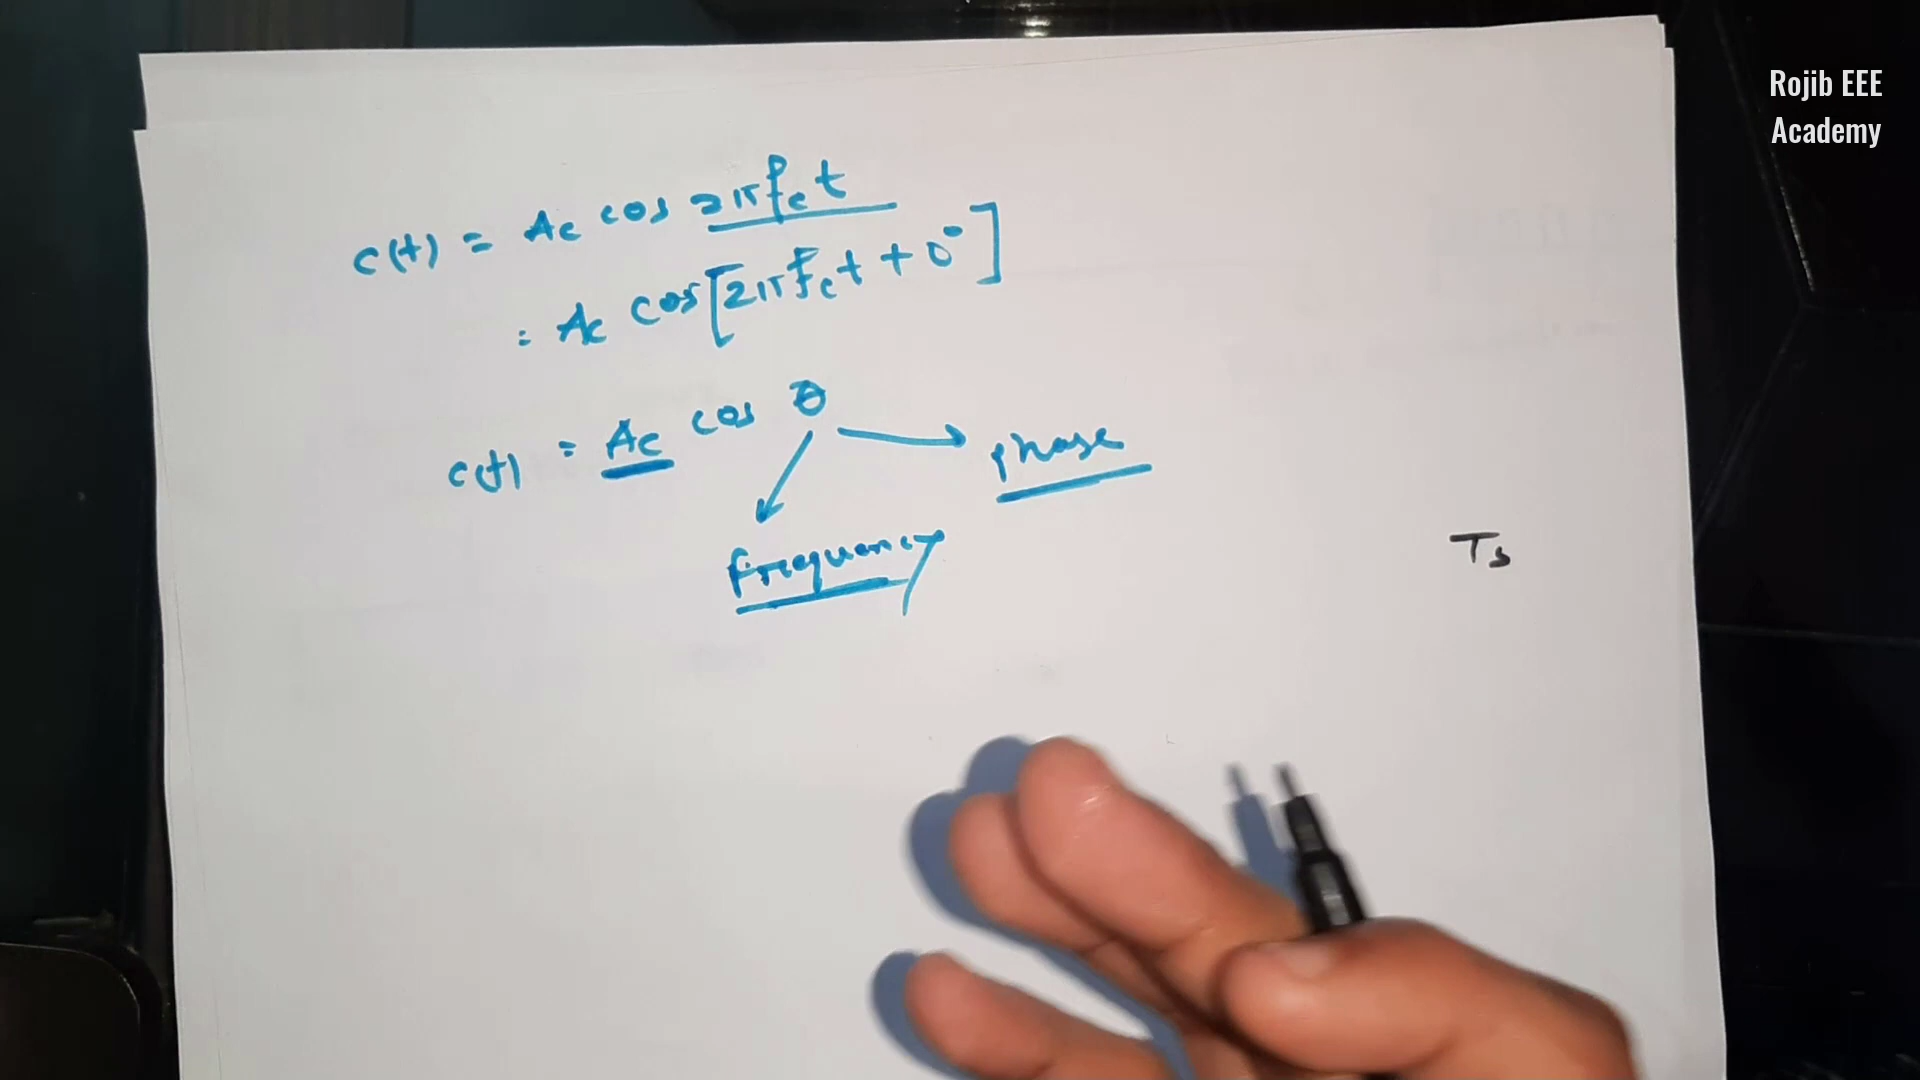 Rojib EEE
Academy
c(t) = Ac cos 2πfct
= Ac cos[2πfct + 0°]
c(t) = Ac cos θ
phase
frequency
Ts